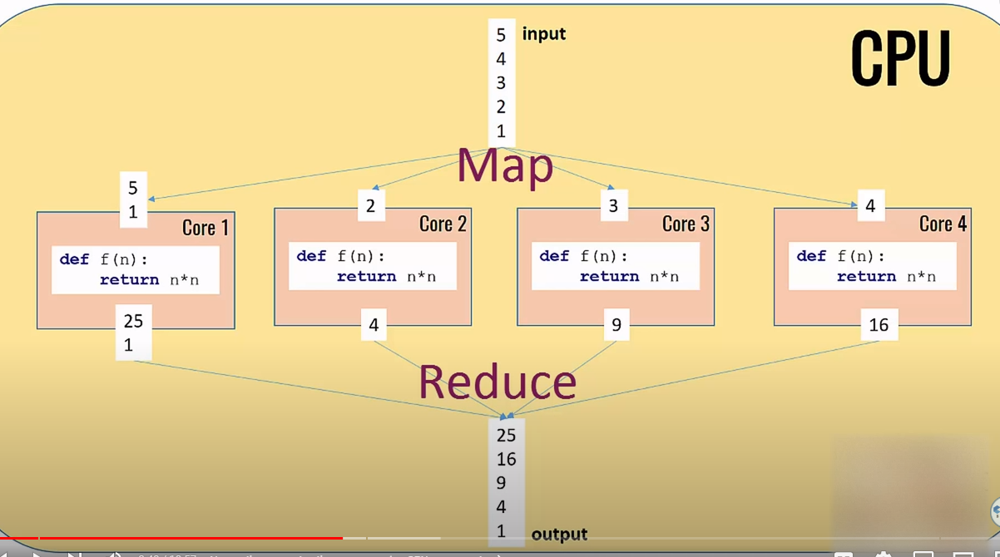 CPU
5 input
4
3
2
1
Map
5
1
Core 1
def f(n):
return n*n
25
1
2
Core 2
def f(n):
return n*n
4
3
Core 3
def f(n):
return n*n
9
4
Core 4
def f(n):
return n*n
16
Reduce
25
16
9
4
1 output